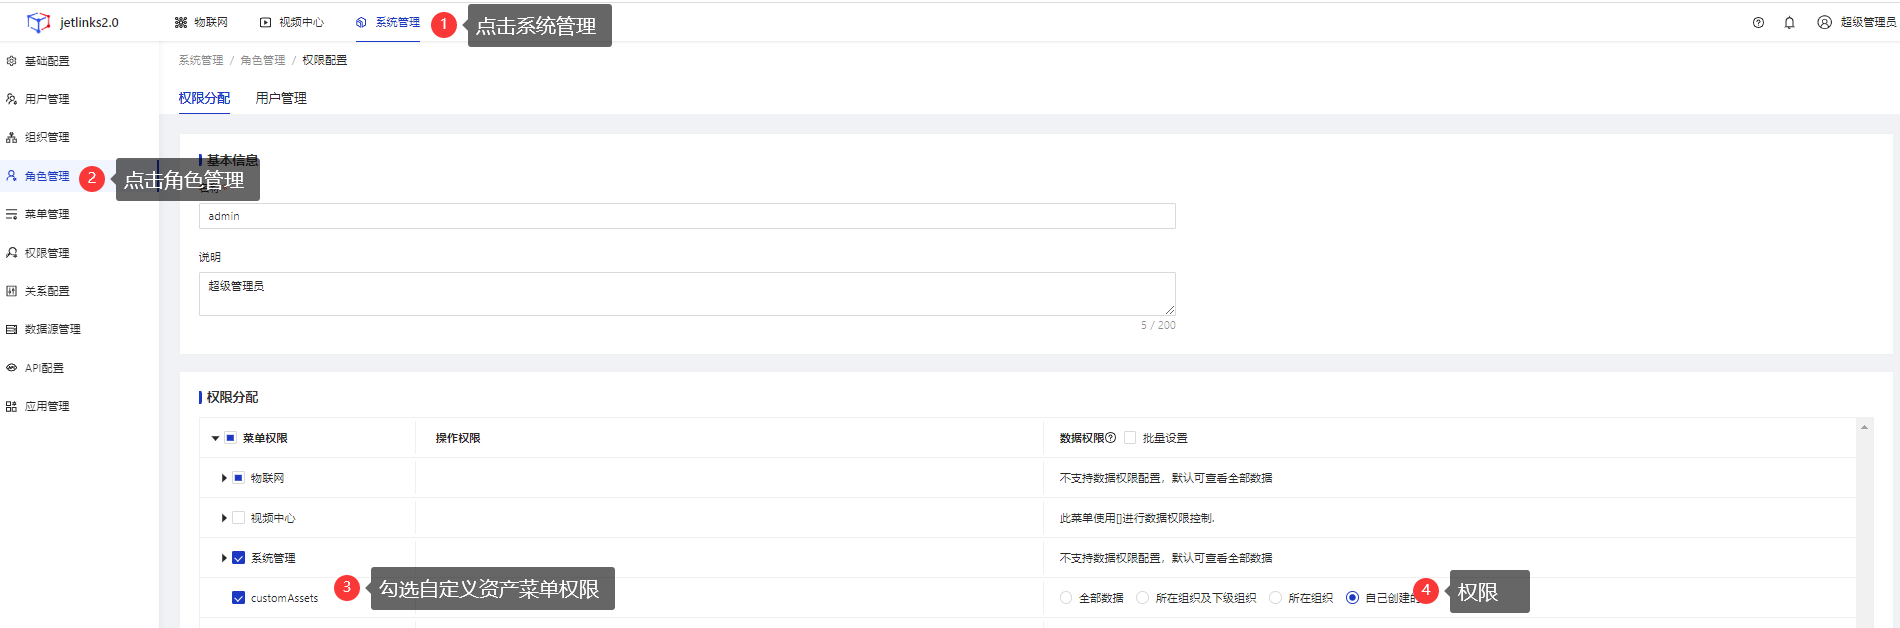 jetlinks2.0 物联网 视频中心 系统管理 1 点击系统管理 超级管理员
基础配置
用户管理
组织管理
角色管理 2 点击角色管理
菜单管理
权限管理
关系配置
数据源管理
API配置
应用管理
系统管理 / 角色管理 / 权限配置
权限分配 用户管理
基本信息
admin
说明
超级管理员
5 / 200
权限分配
菜单权限 操作权限 数据权限 批量设置
物联网 不支持数据权限配置，默认可查看全部数据
视频中心 此菜单使用[]进行数据权限控制.
系统管理 不支持数据权限配置，默认可查看全部数据
customAssets 3 勾选自定义资产菜单权限 全部数据 所在组织及下级组织 所在组织 自己创建的 4 权限